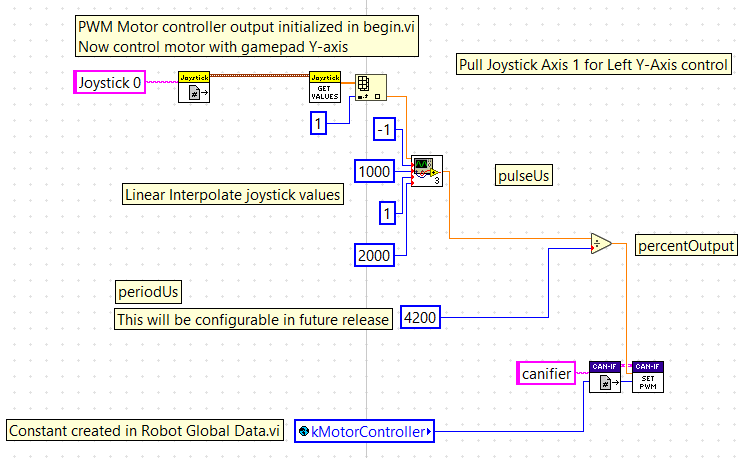 PWM Motor controller output initialized in begin.vi
Now control motor with gamepad Y-axis
Pull Joystick Axis 1 for Left Y-Axis control
Joystick 0
Joystick
#
Joystick
GET
VALUES
1
-1
1000
3
pulseUs
Linear Interpolate joystick values
1
2000
÷
percentOutput
periodUs
This will be configurable in future release
4200
canifier
CAN-IF
#
CAN-IF
SET
PWM
Constant created in Robot Global Data.vi
kMotorController